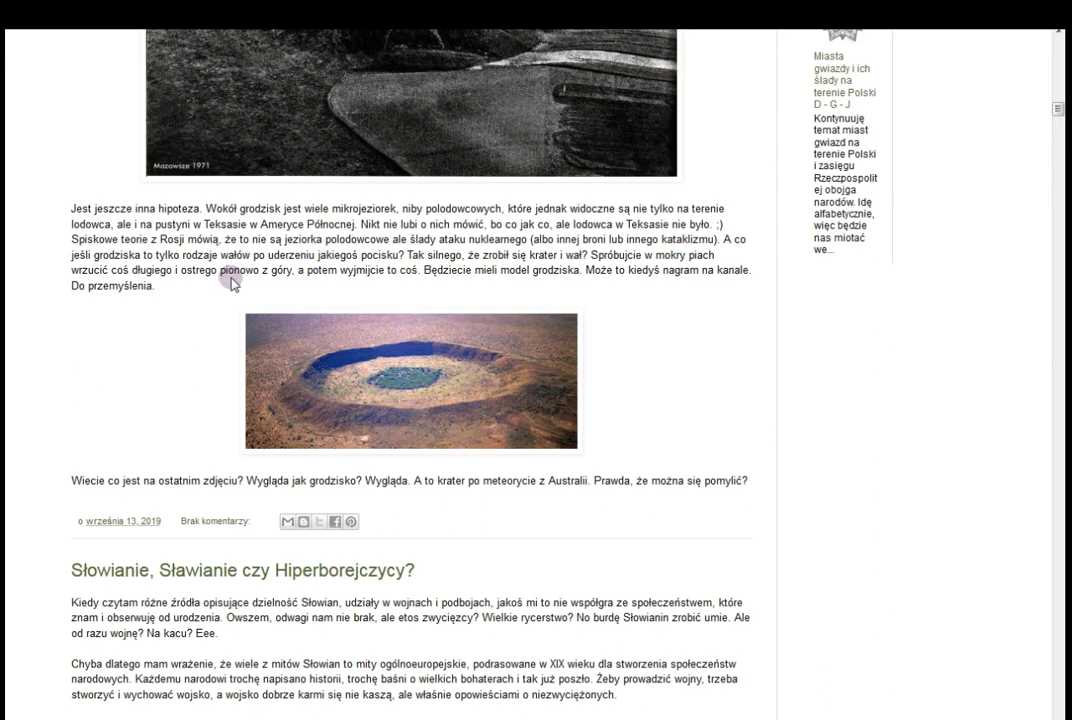 Mazowsze 1971
Jest jeszcze inna hipoteza. Wokół grodzisk jest wiele mikrojeziorek, niby polodowcowych, które jednak widoczne są nie tylko na terenie
lodowca, ale i na pustyni w Teksasie w Ameryce Północnej. Nikt nie lubi o nich mówić, bo co jak co, ale lodowca w Teksasie nie było. ;)
Spiskowe teorie z Rosji mówią, że to nie są jeziorka polodowcowe ale ślady ataku nuklearnego (albo innej broni lub innego kataklizmu). A co
jeśli grodziska to tylko rodzaje wałów po uderzeniu jakiegoś pocisku? Tak silnego, że zrobił się krater i wał? Spróbujcie w mokry piach
wrzucić coś długiego i ostrego pionowo z góry, a potem wyjmijcie to coś. Będziecie mieli model grodziska. Może to kiedyś nagram na kanale.
Do przemyślenia.
Wiecie co jest na ostatnim zdjęciu? Wygląda jak grodzisko? Wygląda. A to krater po meteorycie z Australii. Prawda, że można się pomylić?
o września 13, 2019 Brak komentarzy:
Słowianie, Sławianie czy Hiperborejczycy?
Kiedy czytam różne źródła opisujące dzielność Słowian, udziały w wojnach i podbojach, jakoś mi to nie współgra ze społeczeństwem, które
znam i obserwuję od urodzenia. Owszem, odwagi nam nie brak, ale etos zwycięzcy? Wielkie rycerstwo? No burdę Słowianin zrobić umie. Ale
od razu wojnę? Na kacu? Eee.
Chyba dlatego mam wrażenie, że wiele z mitów Słowian to mity ogólnoeuropejskie, podrasowane w XIX wieku dla stworzenia społeczeństw
narodowych. Każdemu narodowi trochę napisano historii, trochę baśni o wielkich bohaterach i tak już poszło. Żeby prowadzić wojny, trzeba
stworzyć i wychować wojsko, a wojsko dobrze karmi się nie kaszą, ale właśnie opowieściami o niezwyciężonych.
Miasta
gwiazdy i ich
ślady na
terenie Polski
D - G - J
Kontynuuję
temat miast
gwiazd na
terenie Polski
i zasięgu
Rzeczpospolit
ej obojga
narodów. Idę
alfabetycznie,
więc będzie
nas miotać
we...